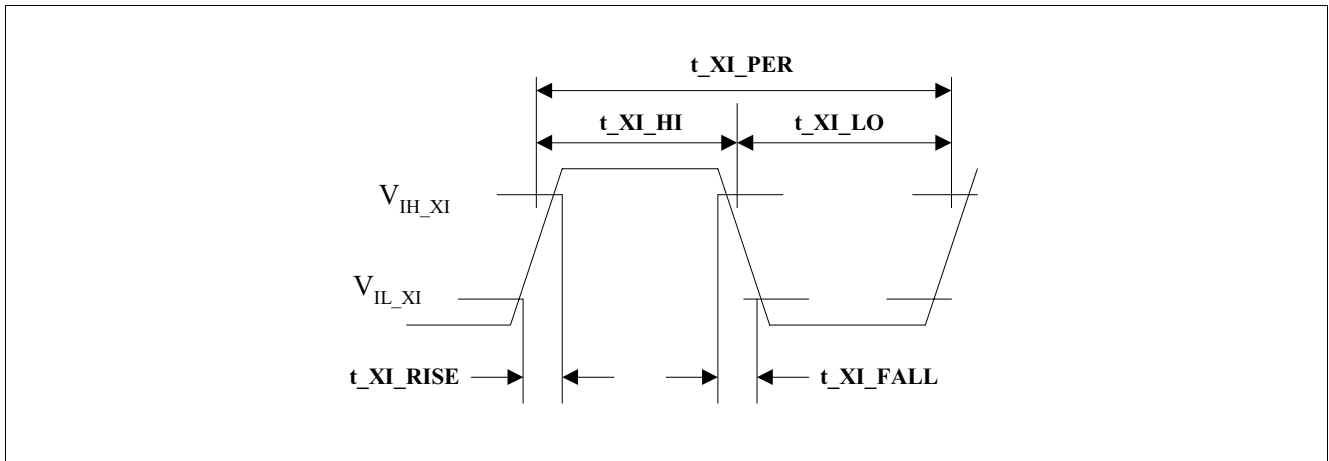 t_XI_PER
t_XI_HI t_XI_LO
V_IH_XI
V_IL_XI
t_XI_RISE t_XI_FALL